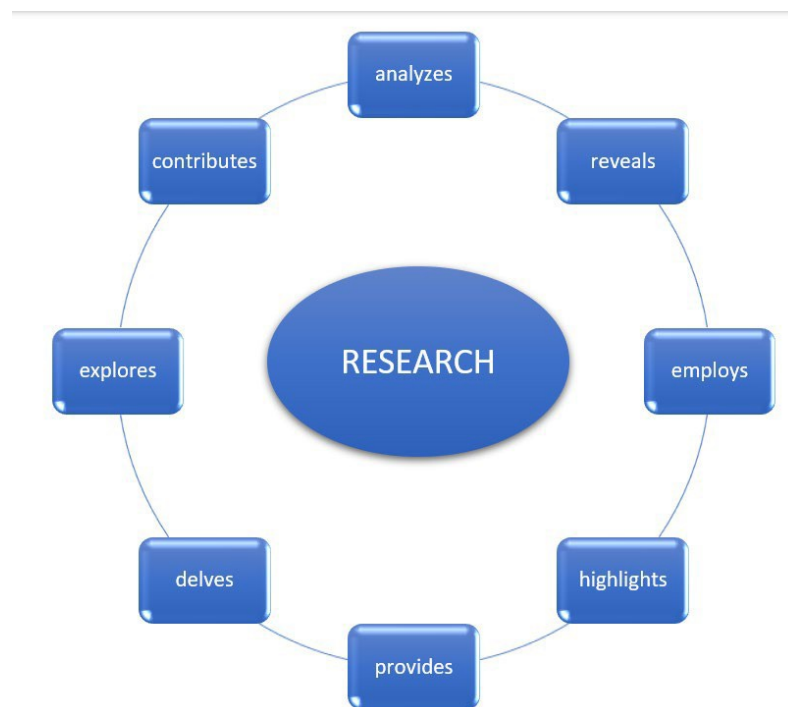 analyzes
contributes
reveals
RESEARCH
explores
employs
delves
highlights
provides